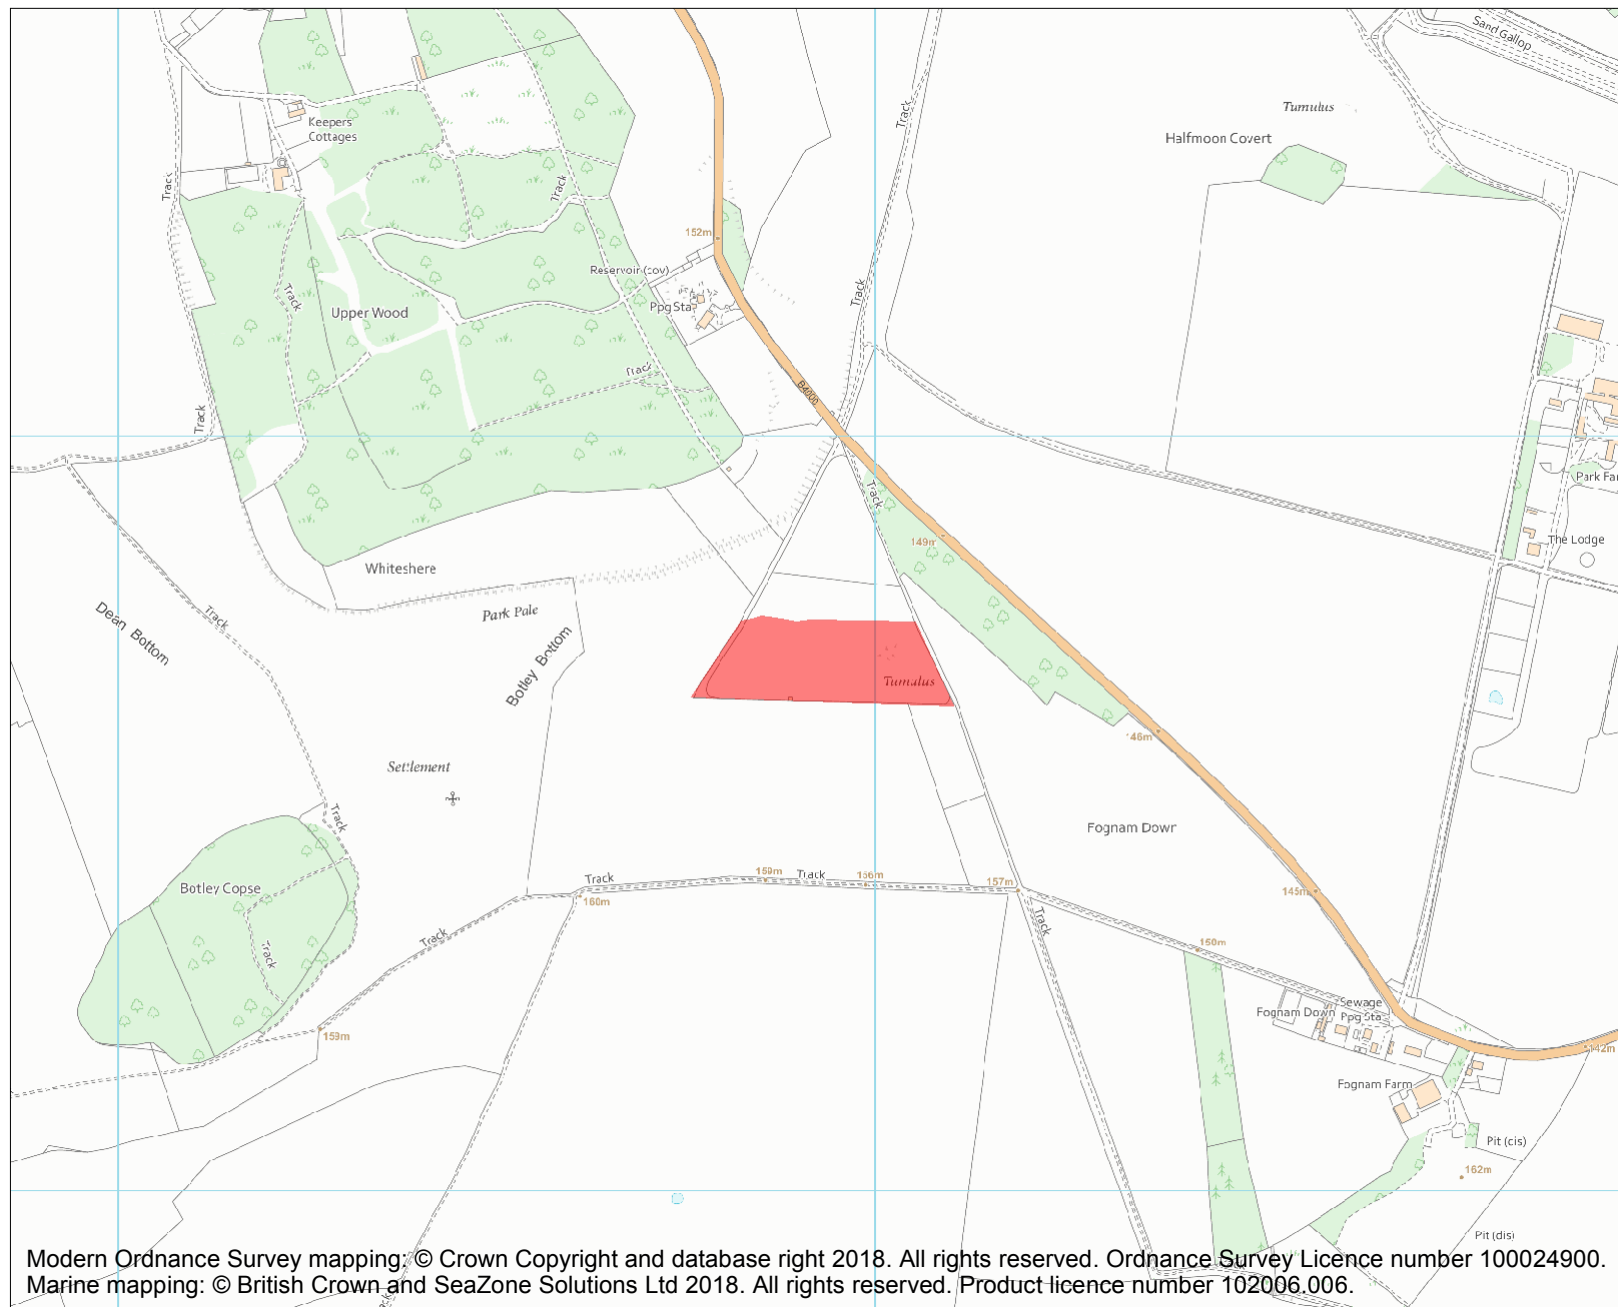 Sand Gallop
Tumulus
Halfmoon Covert
Track
Keepers
Cottages
Track
Track
152m
Reservoir (cov)
Ppg Sta
Track
Track
Upper Wood
Track
B4000
Track
Track
Park Fa
149m
The Lodge
Whiteshere
Park Pale
Dean Bottom
Track
Botley Bottom
Tumulus
146m
Settlement
Track
Fognam Down
Botley Copse
Track
159m
Track
156m
157m
145m
160m
Track
Track
Track
150m
Sewage
Ppg Sta
Fognam Down
159m
142m
Fognam Farm
Pit (cis)
162m
Pit (dis)
Track
Modern Ordnance Survey mapping: © Crown Copyright and database right 2018. All rights reserved. Ordnance Survey Licence number 100024900.
Marine mapping: © British Crown and SeaZone Solutions Ltd 2018. All rights reserved. Product licence number 102006.006.